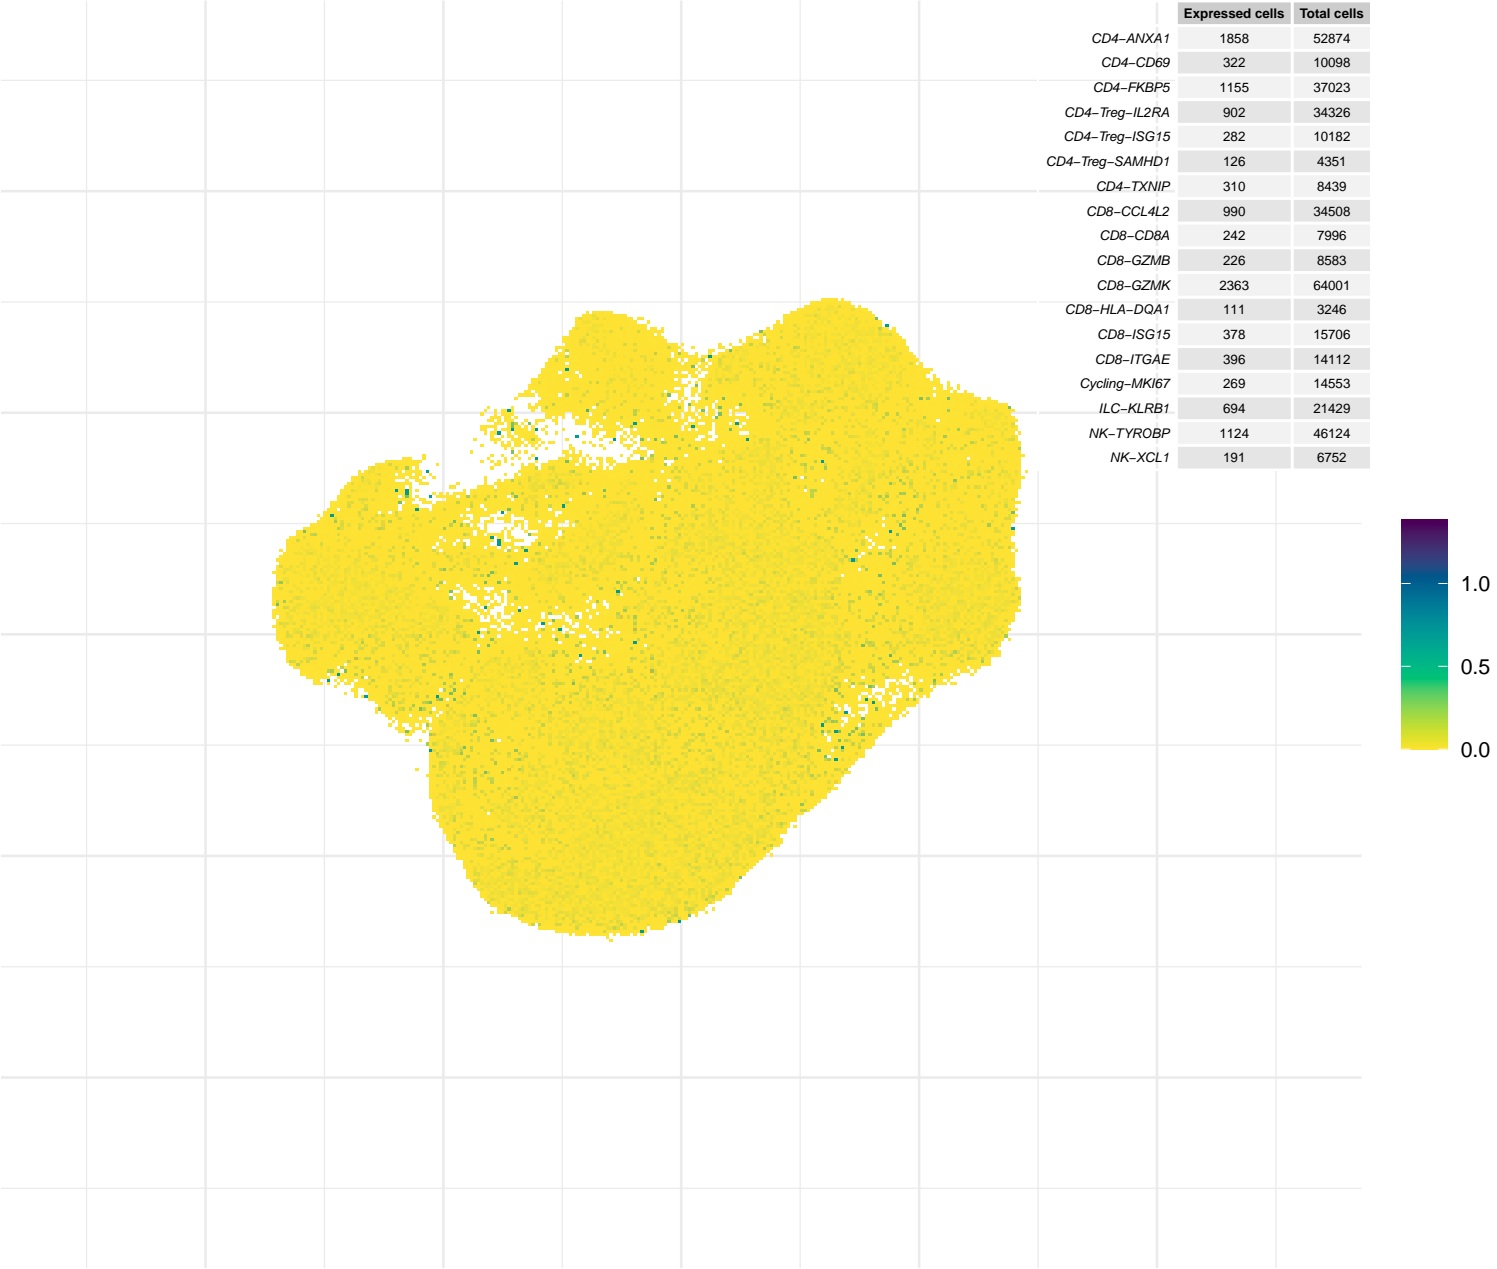 Expressed cells Total cells
CD4−ANXA1 1858 52874
CD4−CD69 322 10098
CD4−FKBP5 1155 37023
CD4−Treg−IL2RA 902 34326
CD4−Treg−ISG15 282 10182
CD4−Treg−SAMHD1 126 4351
CD4−TXNIP 310 8439
CD8−CCL4L2 990 34508
CD8−CD8A 242 7996
CD8−GZMB 226 8583
CD8−GZMK 2363 64001
CD8−HLA−DQA1 111 3246
CD8−ISG15 378 15706
CD8−ITGAE 396 14112
Cycling−MKI67 269 14553
ILC−KLRB1 694 21429
NK−TYROBP 1124 46124
NK−XCL1 191 6752
1.0
0.5
0.0